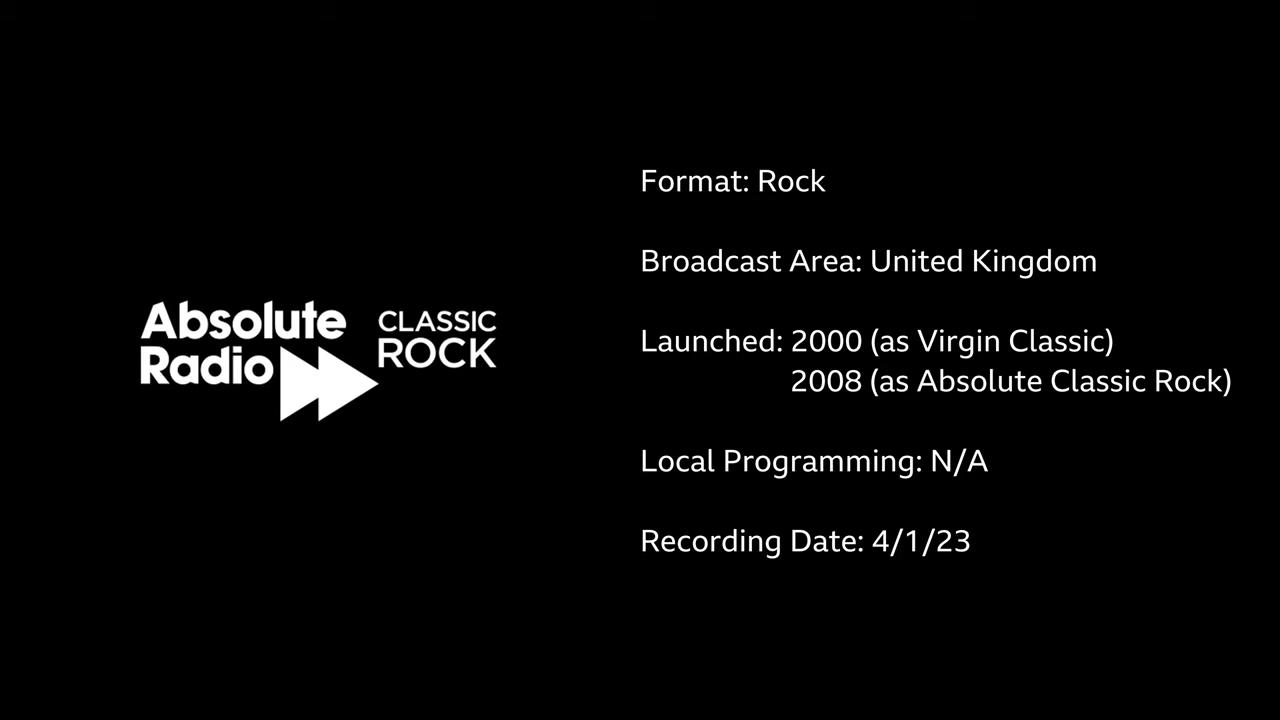 Absolute
Radio
CLASSIC
ROCK
Format: Rock
Broadcast Area: United Kingdom
Launched: 2000 (as Virgin Classic)
2008 (as Absolute Classic Rock)
Local Programming: N/A
Recording Date: 4/1/23